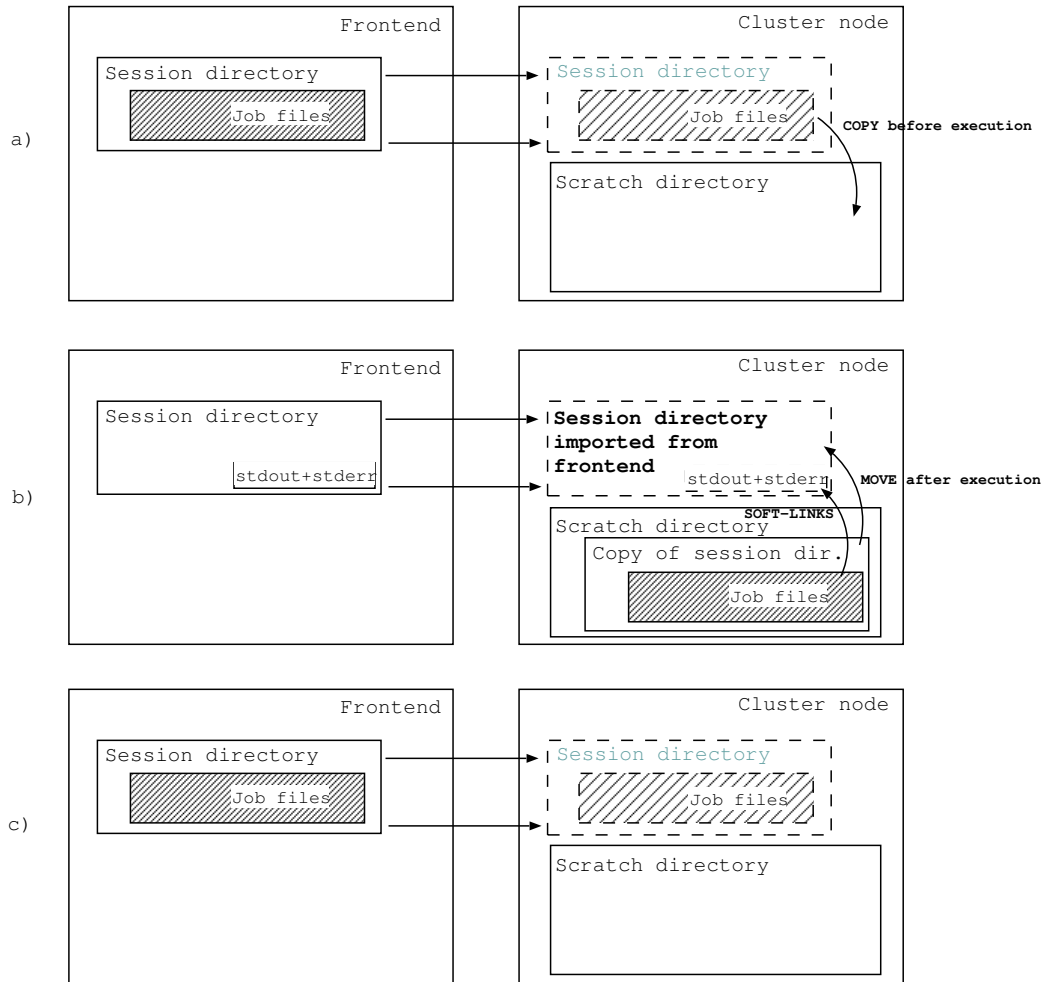 Frontend
Cluster node
Session directory
Session directory
Job files
Job files
a)
COPY before execution
Scratch directory
Frontend
Cluster node
Session directory
Session directory
imported from
frontend
stdout+stderr
stdout+stderr
MOVE after execution
b)
SOFT-LINKS
Scratch directory
Copy of session dir.
Job files
Frontend
Cluster node
Session directory
Session directory
Job files
Job files
c)
Scratch directory